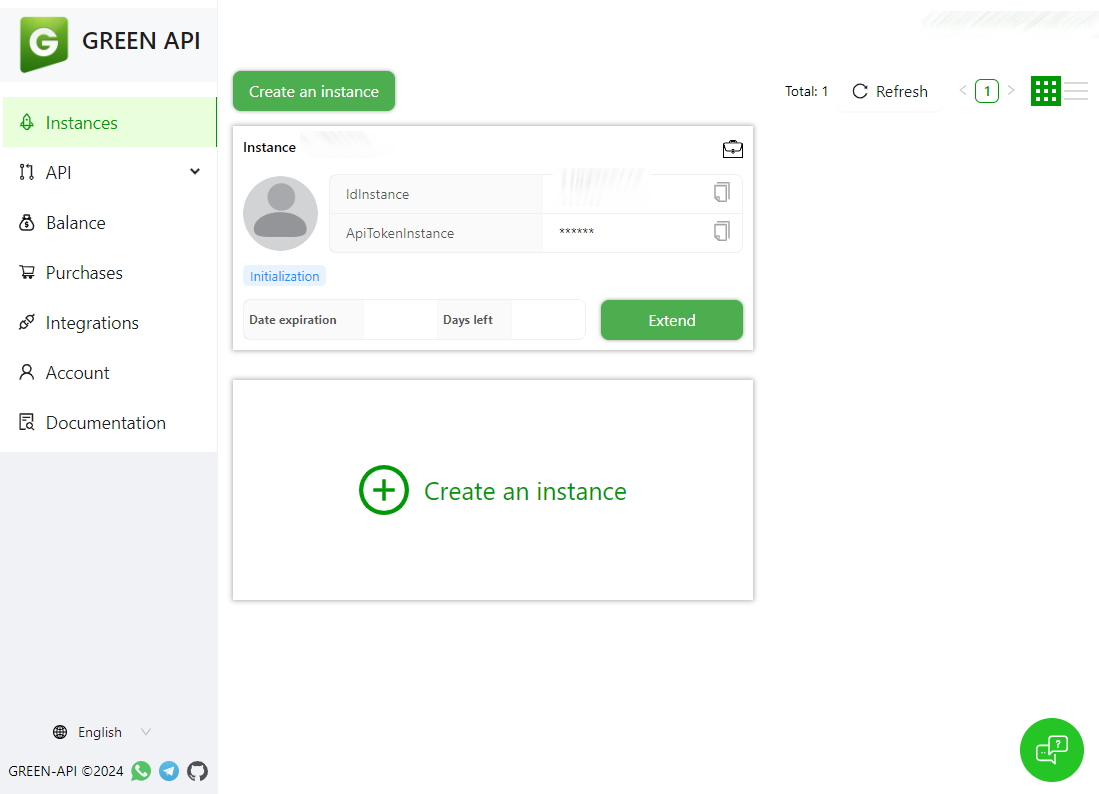 GREEN API
Instances
API
Balance
Purchases
Integrations
Account
Documentation
English
GREEN-API ©2024
Create an instance
Total: 1
Refresh
< 1 >
Instance
IdInstance
ApiTokenInstance ******
Initialization
Date expiration
Days left
Extend
Create an instance